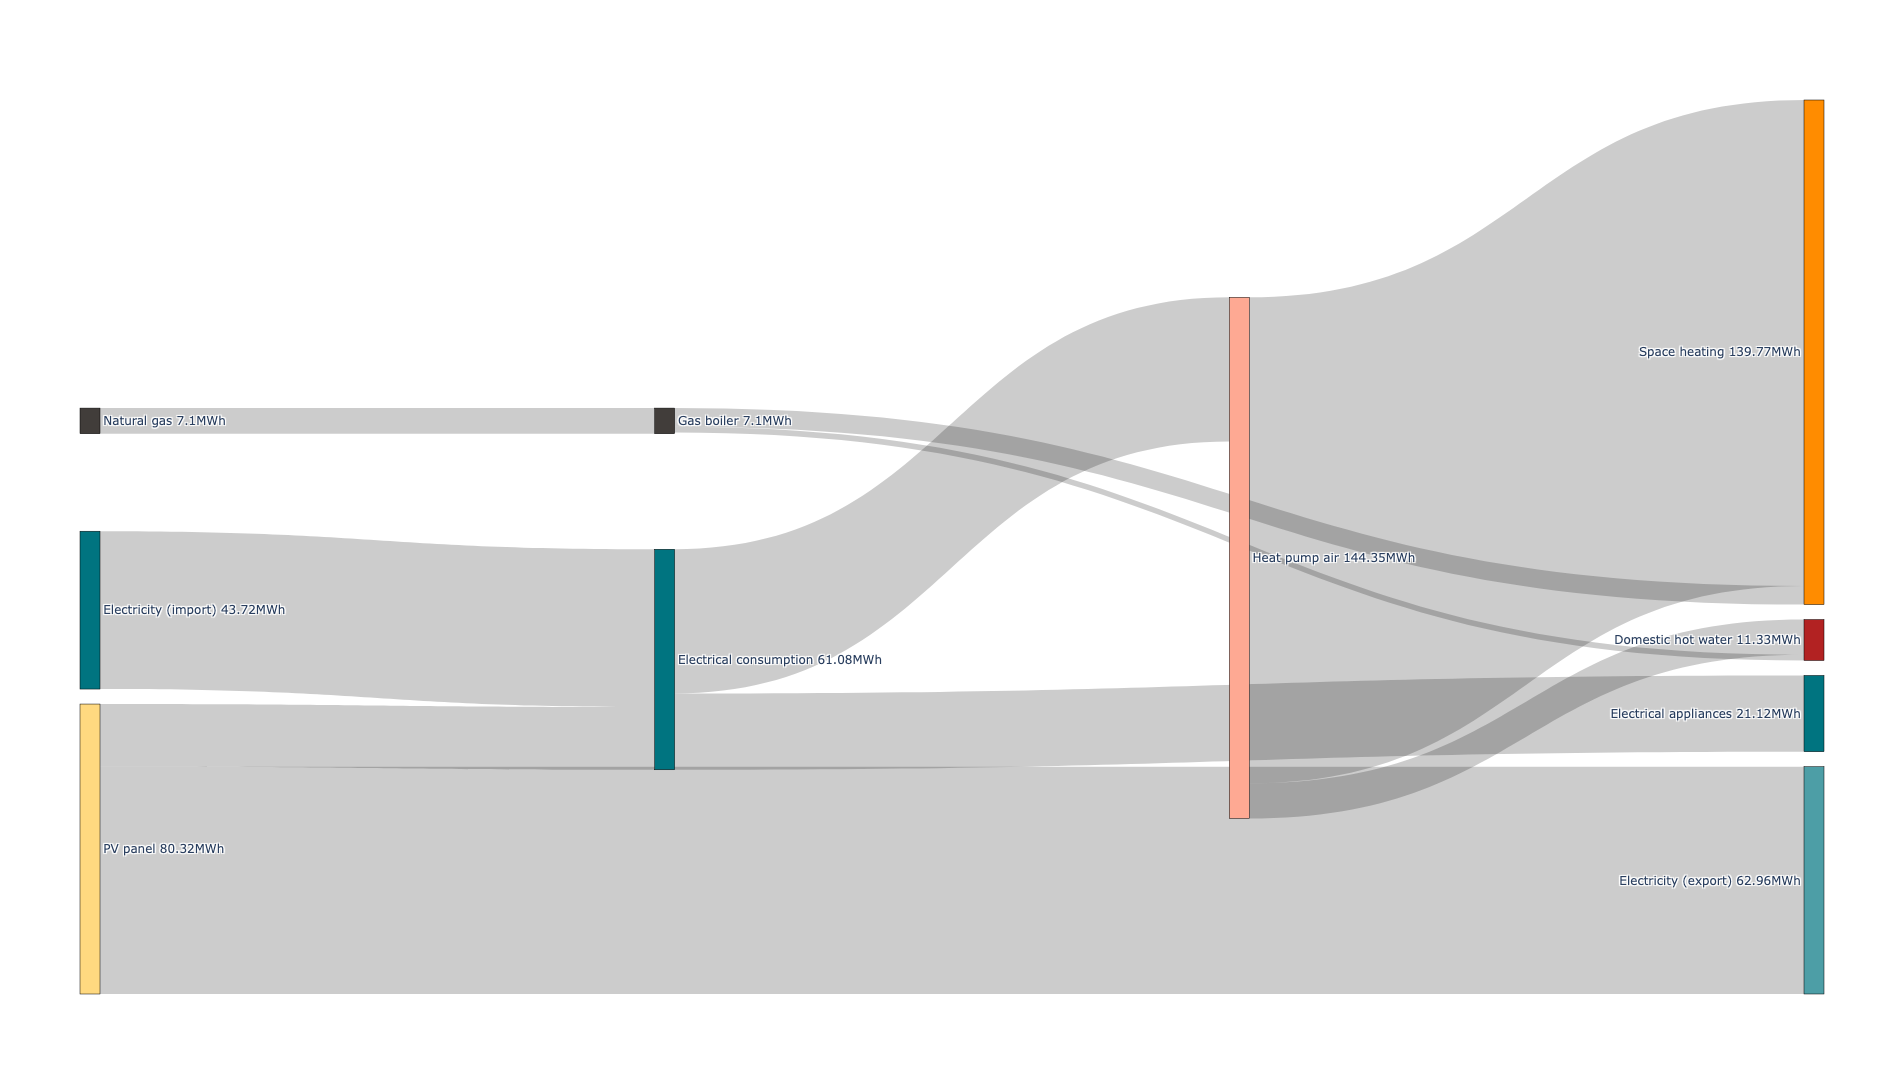 Natural gas 7.1MWh
Gas boiler 7.1MWh
Electricity (import) 43.72MWh
Electrical consumption 61.08MWh
PV panel 80.32MWh
Heat pump air 144.35MWh
Space heating 139.77MWh
Domestic hot water 11.33MWh
Electrical appliances 21.12MWh
Electricity (export) 62.96MWh